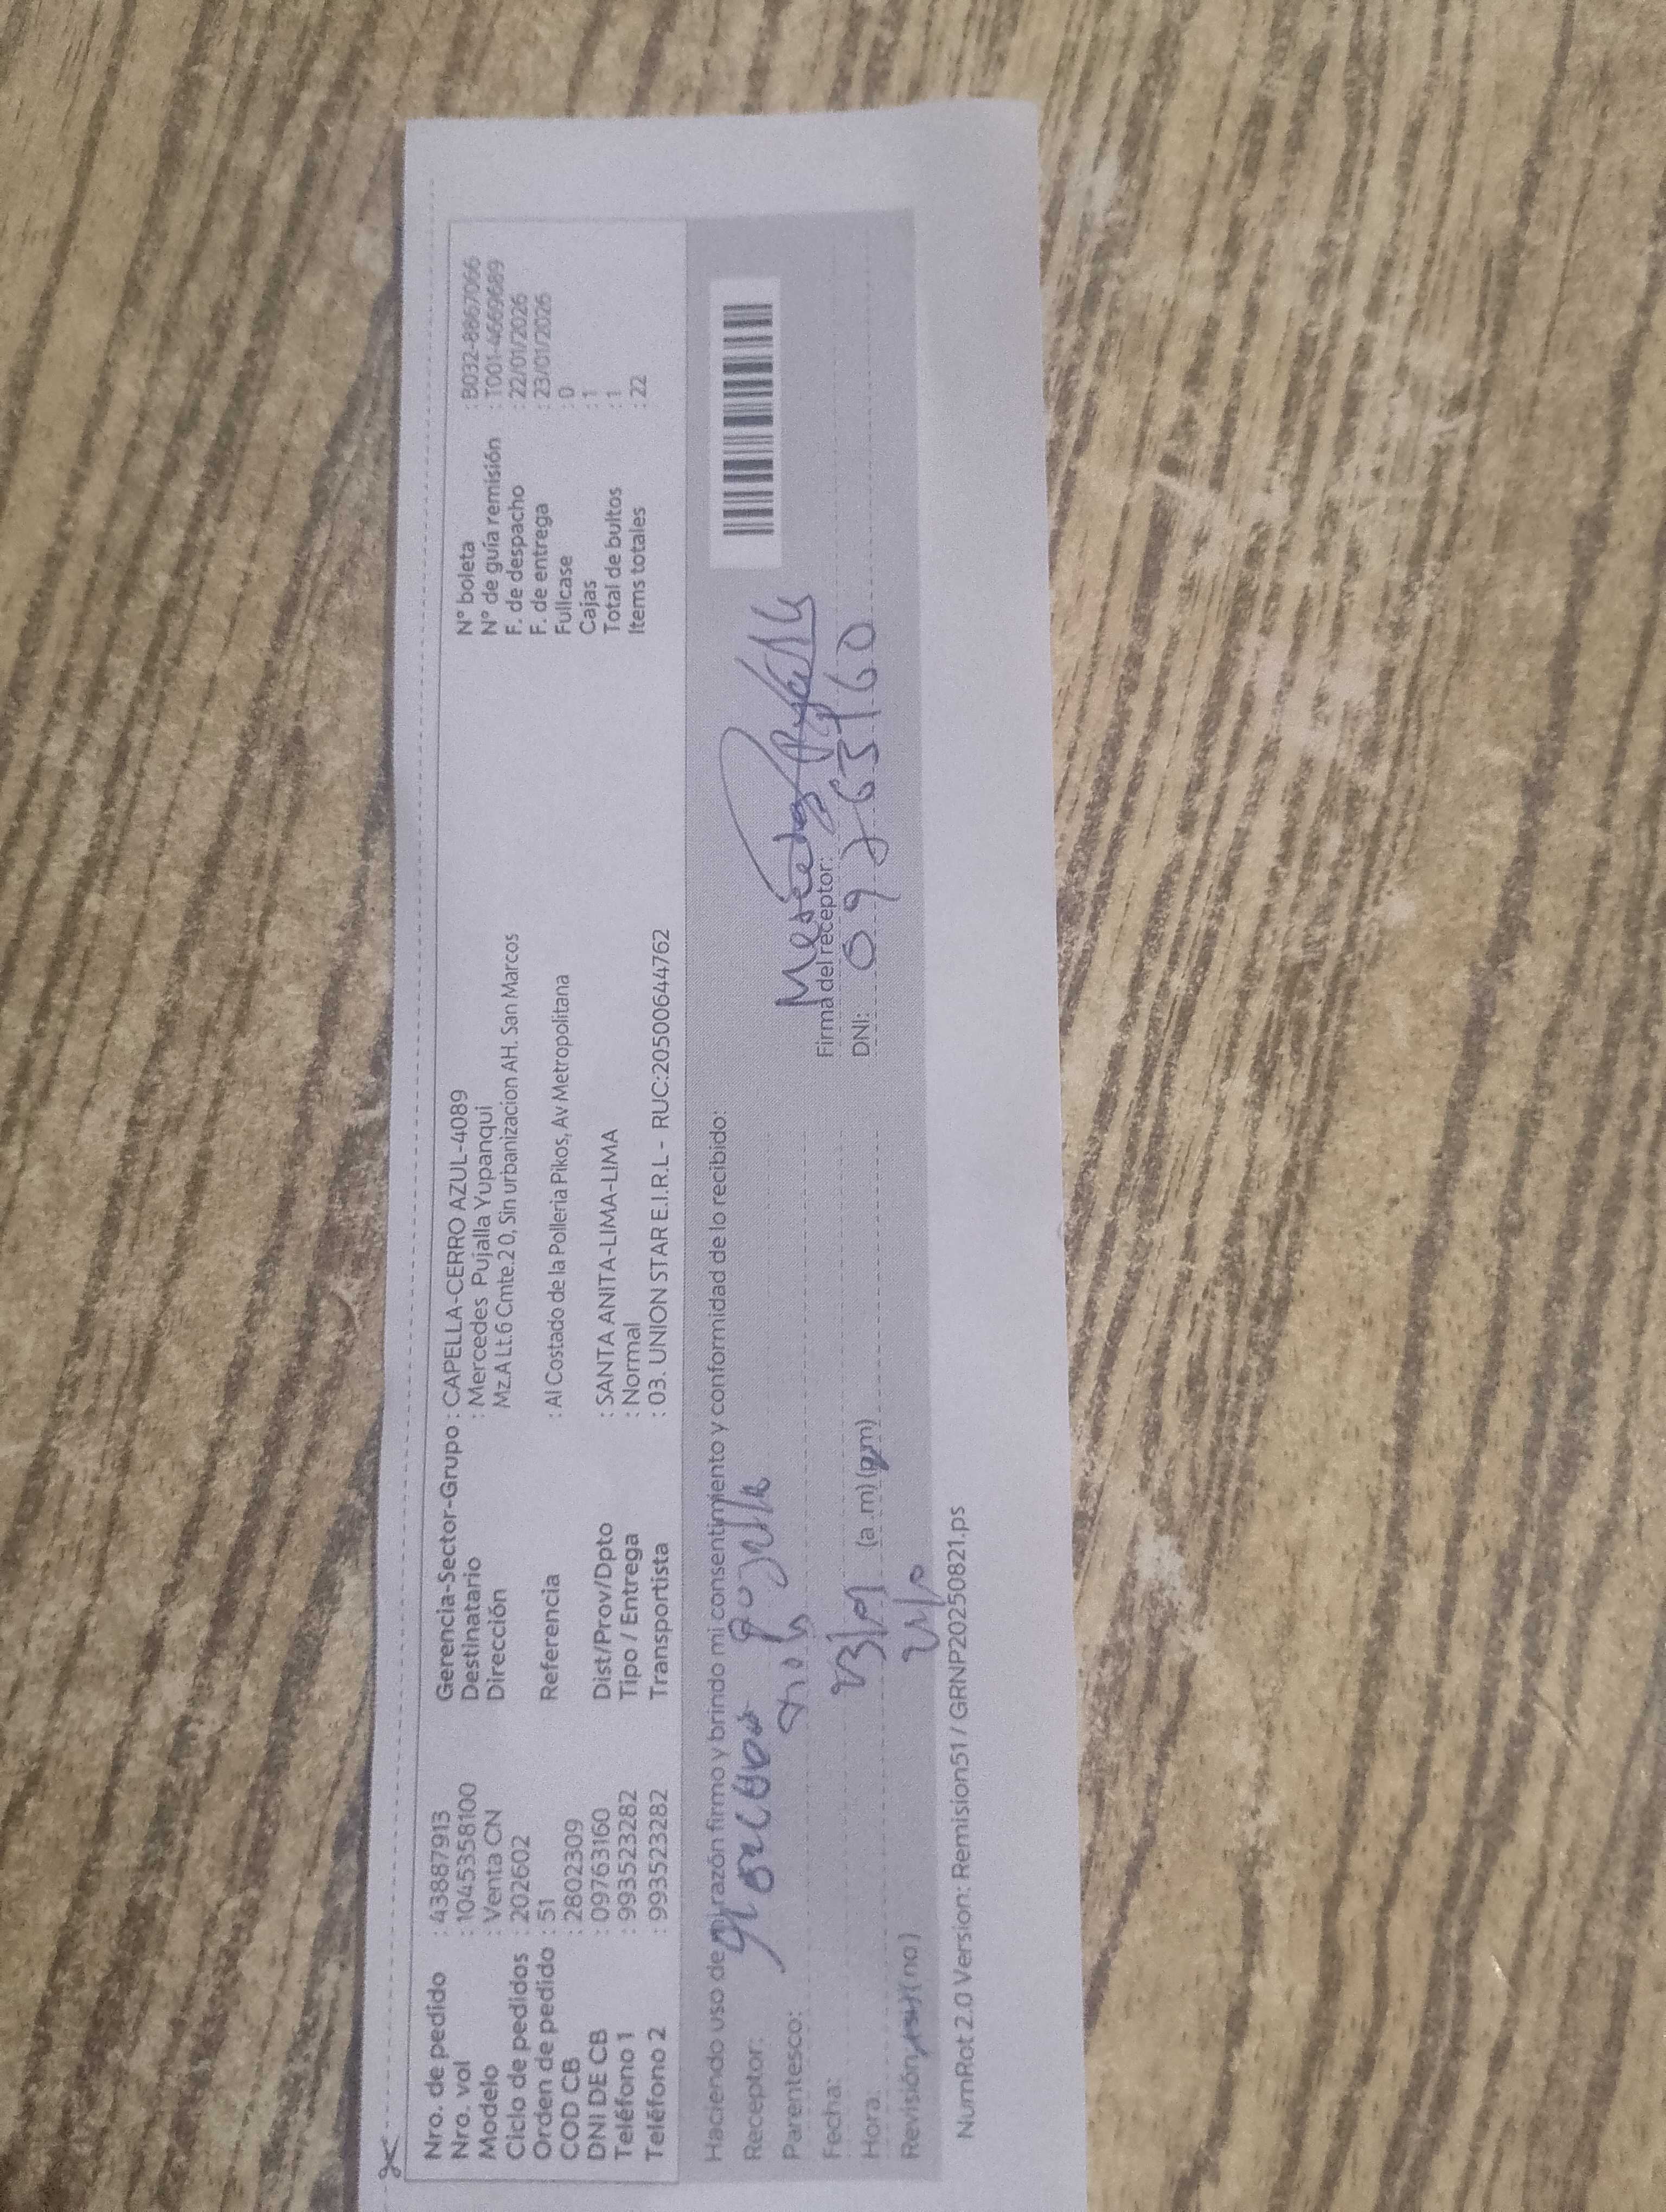 Nro. de pedido : 43887913
Nro. vol : 1045358100
Modelo : Venta CN
Ciclo de pedidos : 202602
Orden de pedido : 51
COD CB : 2802309
DNI DE CB : 09763160
Teléfono 1 : 993523282
Teléfono 2 : 993523282
Gerencia-Sector-Grupo : CAPELLA-CERRO AZUL-4089
Destinatario : Mercedes Pujalla Yupanqui
Dirección Mz.A Lt.6 Cmte.2 0, Sin urbanizacion AH. San Marcos
Referencia : Al Costado de la Polleria Pikos, Av Metropolitana
Dist/Prov/Dpto : SANTA ANITA-LIMA-LIMA
Tipo / Entrega : Normal
Transportista : 03. UNION STAR E.I.R.L - RUC:20500644762
N° boleta : B032-8867066
N° de guía remisión : T001-4669689
F. de despacho : 22/01/2026
F. de entrega : 23/01/2026
Fullcase : 0
Cajas : 1
Total de bultos : 1
Items totales : 22
Haciendo uso de mi razón firmo y brindo mi consentimiento y conformidad de lo recibido:
Receptor:
Parentesco:
Fecha:
Hora: (a.m) (p.m)
Revisión (no)
Firma del receptor: Mercedes
DNI: 09763160
NumRot 2.0 Version: Remision51 / GRNP20250821.ps